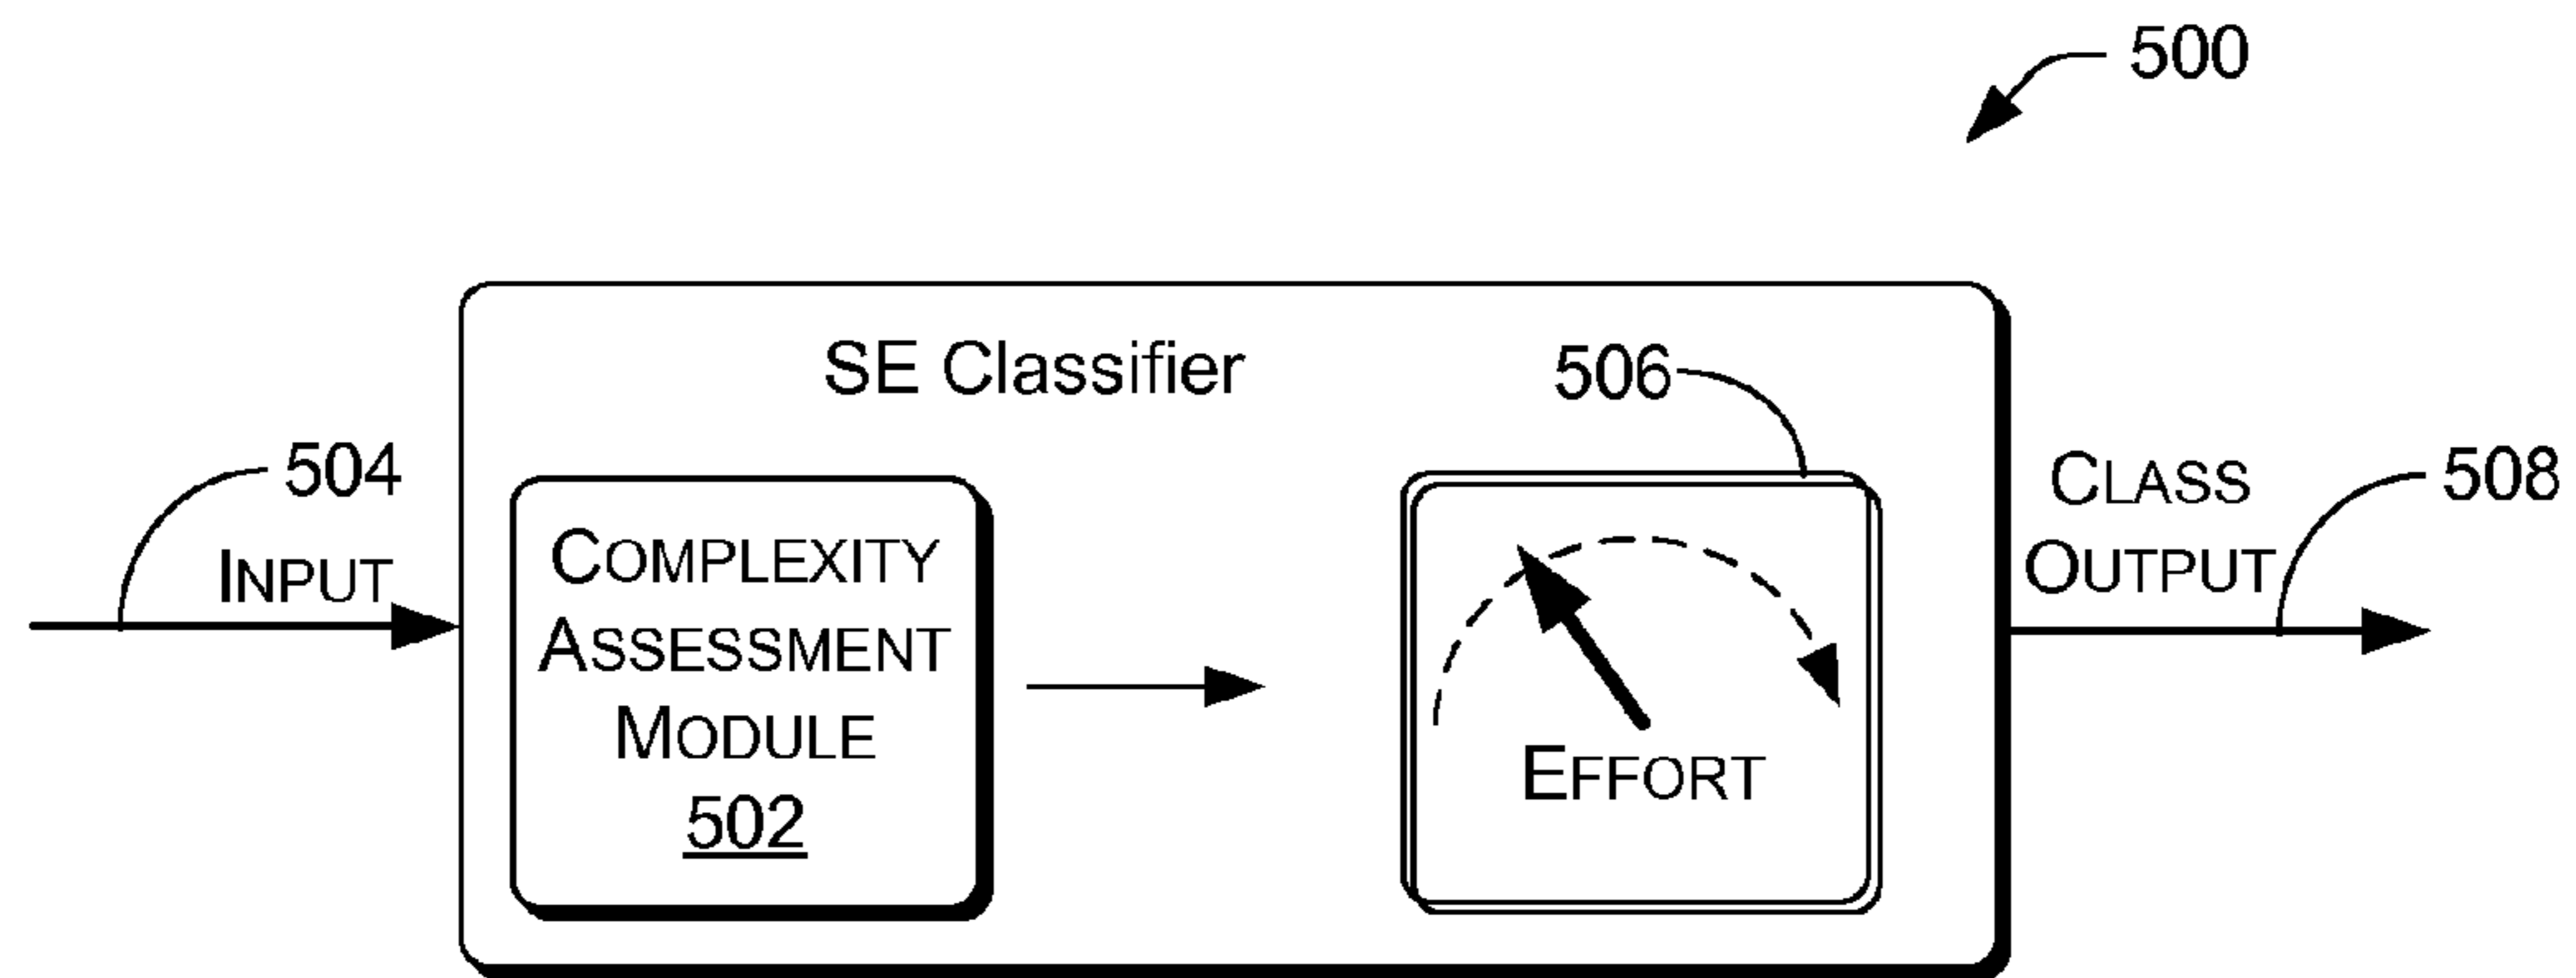 500
SE Classifier
506
504
INPUT
COMPLEXITY
ASSESSMENT
MODULE
502
EFFORT
CLASS
OUTPUT
508